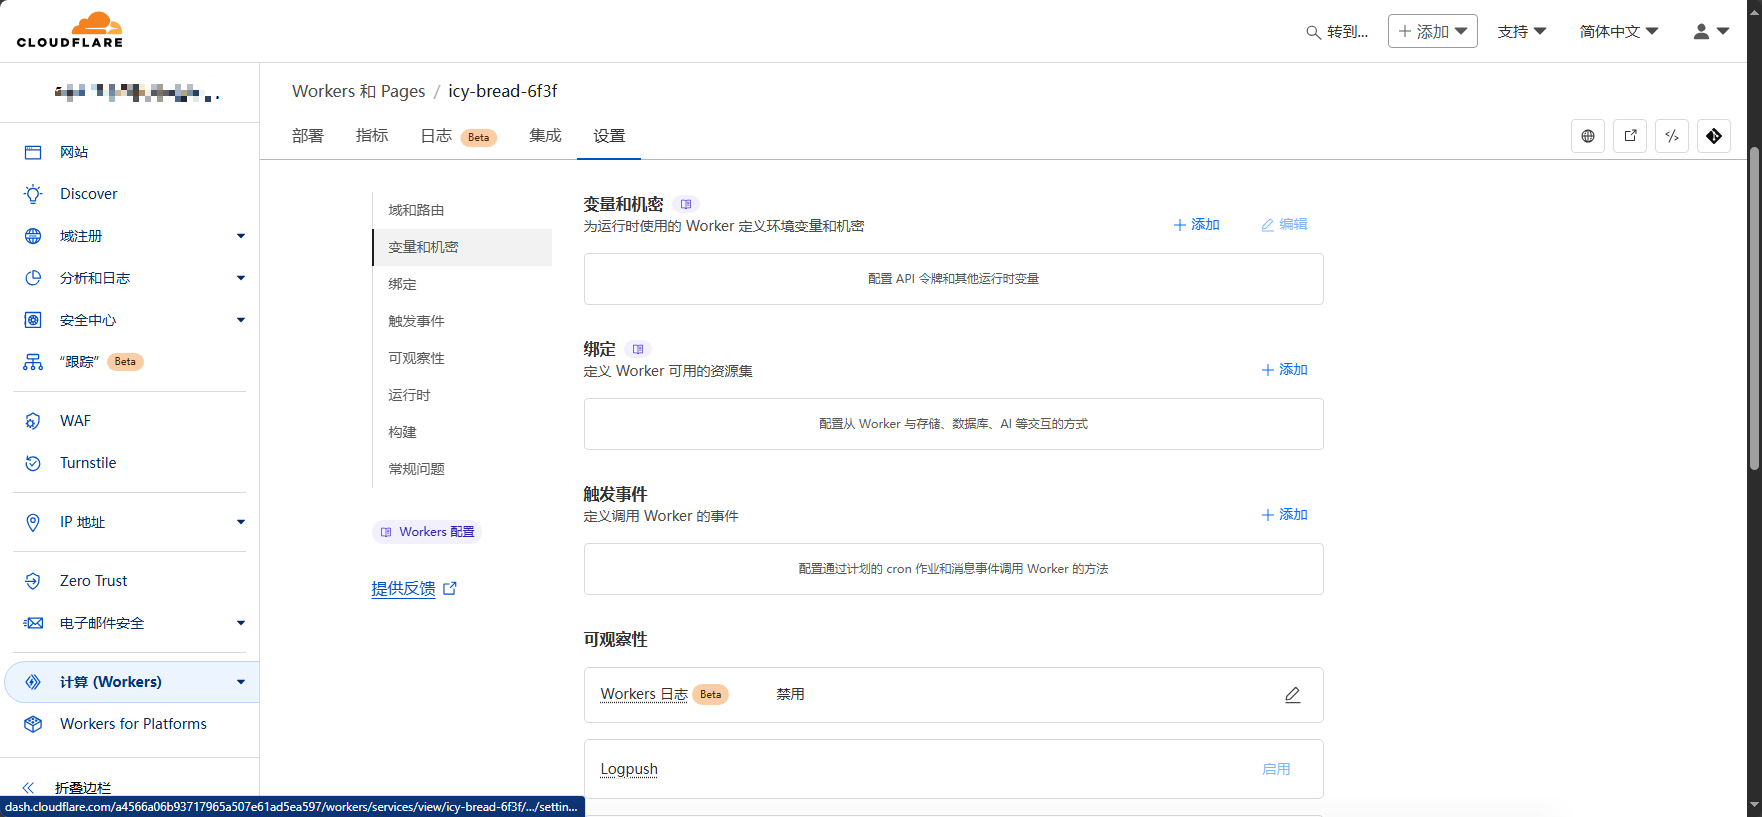 CLOUDFLARE
转到...
添加
支持
简体中文
网站
Discover
域注册
分析和日志
安全中心
“跟踪” Beta
WAF
Turnstile
IP 地址
Zero Trust
电子邮件安全
计算 (Workers)
Workers for Platforms
折叠边栏
dash.cloudflare.com/a4566a06b93717965a507e61ad5ea597/workers/services/view/icy-bread-6f3f/.../settin...
Workers 和 Pages / icy-bread-6f3f
部署 指标 日志 Beta 集成 设置
域和路由
变量和机密
绑定
触发事件
可观察性
运行时
构建
常规问题
Workers 配置
提供反馈
变量和机密
为运行时使用的 Worker 定义环境变量和机密
添加 编辑
配置 API 令牌和其他运行时变量
绑定
定义 Worker 可用的资源集
添加
配置从 Worker 与存储、数据库、AI 等交互的方式
触发事件
定义调用 Worker 的事件
添加
配置通过计划的 cron 作业和消息事件调用 Worker 的方法
可观察性
Workers 日志 Beta 禁用
Logpush 启用